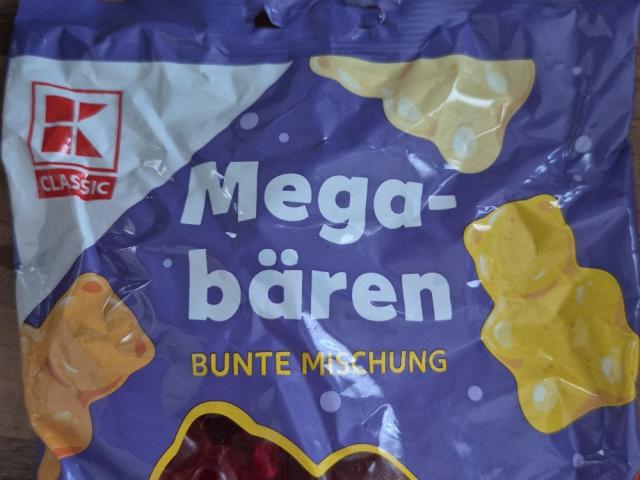 K
CLASSIC
Mega-
bären
BUNTE MISCHUNG